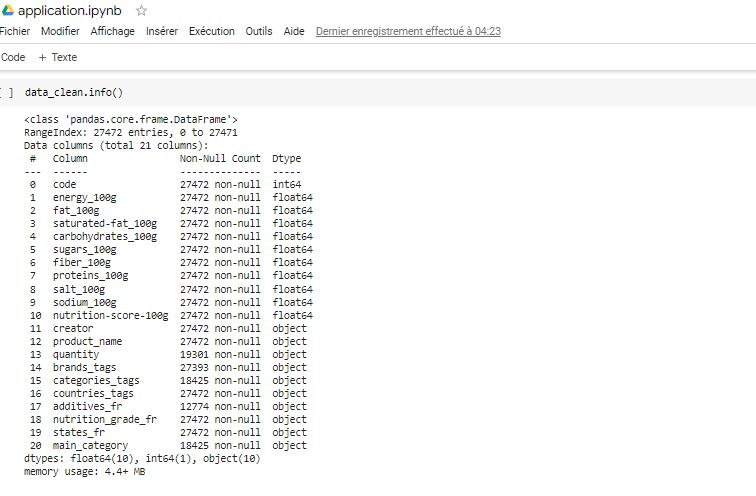 application.ipynb
Fichier Modifier Affichage Insérer Exécution Outils Aide Dernier enregistrement effectué à 04:23
Code + Texte
[ ] data_clean.info()
<class 'pandas.core.frame.DataFrame'>
RangeIndex: 27472 entries, 0 to 27471
Data columns (total 21 columns):
# Column Non-Null Count Dtype
--- ------ -------------- -----
0 code 27472 non-null int64
1 energy_100g 27472 non-null float64
2 fat_100g 27472 non-null float64
3 saturated-fat_100g 27472 non-null float64
4 carbohydrates_100g 27472 non-null float64
5 sugars_100g 27472 non-null float64
6 fiber_100g 27472 non-null float64
7 proteins_100g 27472 non-null float64
8 salt_100g 27472 non-null float64
9 sodium_100g 27472 non-null float64
10 nutrition-score-100g 27472 non-null float64
11 creator 27472 non-null object
12 product_name 27472 non-null object
13 quantity 19301 non-null object
14 brands_tags 27393 non-null object
15 categories_tags 18425 non-null object
16 countries_tags 27472 non-null object
17 additives_fr 12774 non-null object
18 nutrition_grade_fr 27472 non-null object
19 states_fr 27472 non-null object
20 main_category 18425 non-null object
dtypes: float64(10), int64(1), object(10)
memory usage: 4.4+ MB